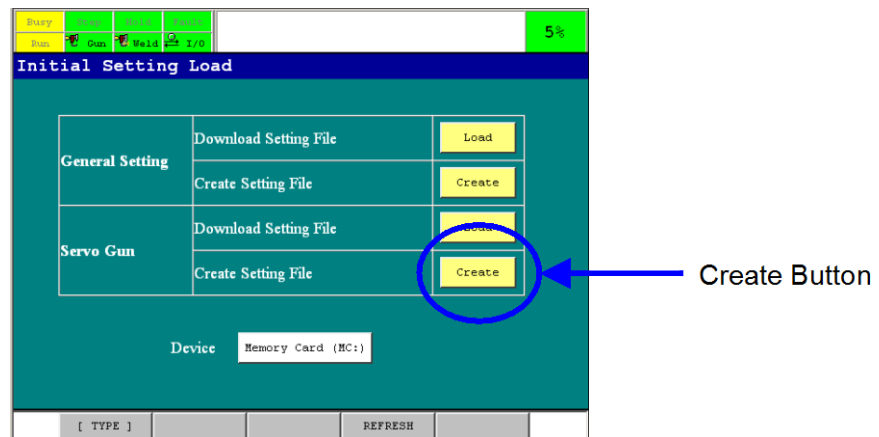 Busy Step Hold Fault
Run Gun Weld I/O
5%
Initial Setting Load
General Setting
Download Setting File Load
Create Setting File Create
Servo Gun
Download Setting File Load
Create Setting File Create
Create Button
Device Memory Card (MC:)
[ TYPE ] REFRESH